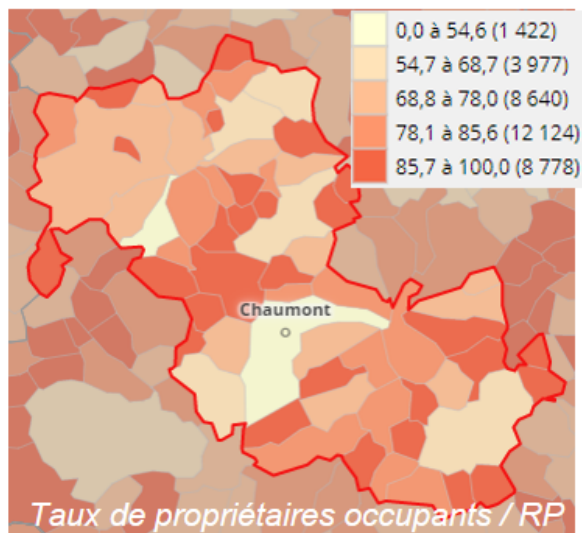 0,0 à 54,6 (1 422)
54,7 à 68,7 (3 977)
68,8 à 78,0 (8 640)
78,1 à 85,6 (12 124)
85,7 à 100,0 (8 778)
Chaumont
Taux de propriétaires occupants / RP